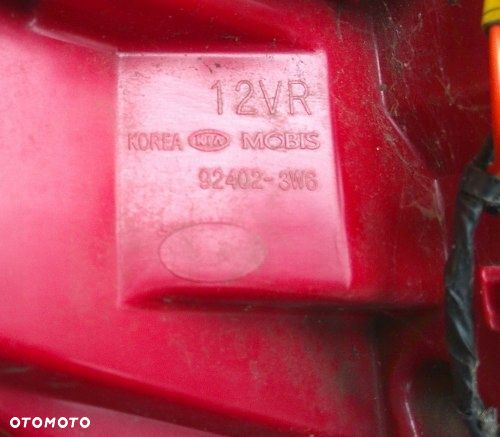 12VR
KOREA KIA MOBIS
92402-3W6
OTOMOTO